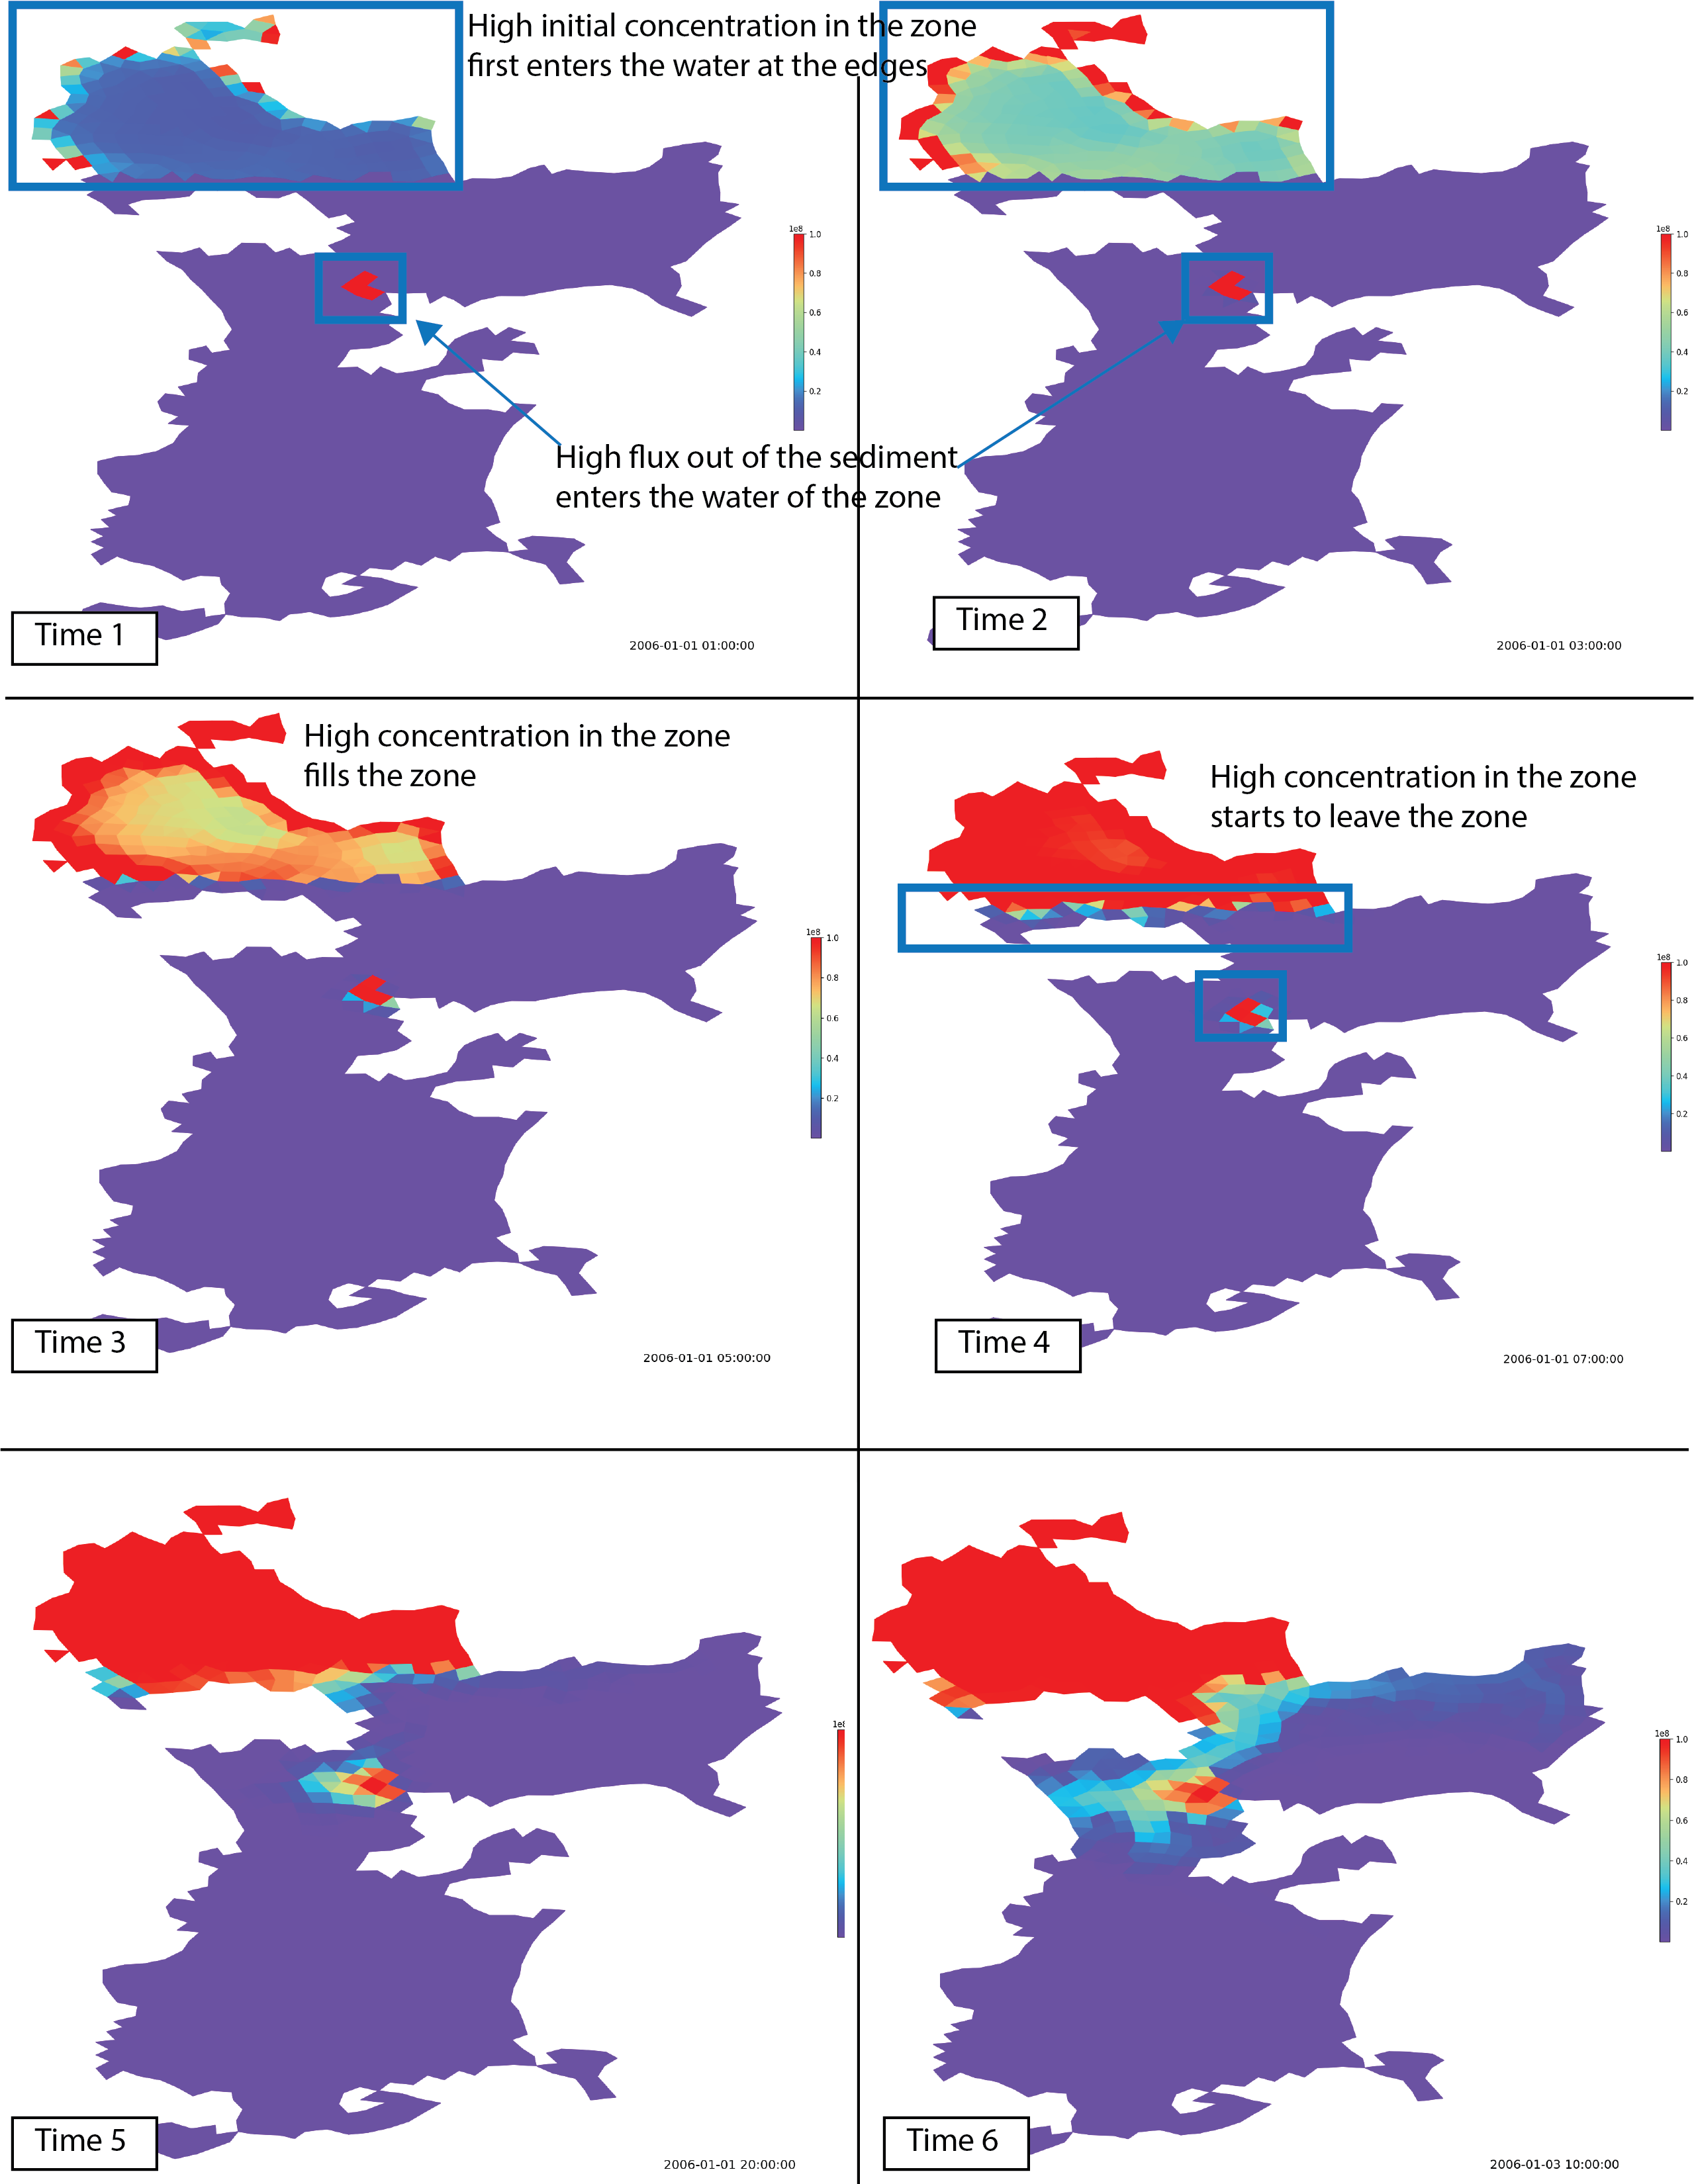 High initial concentration in the zone
first enters the water at the edges
1e8
1.0
0.8
0.6
0.4
0.2
1e8
1.0
0.8
0.6
0.4
0.2
High flux out of the sediment
enters the water of the zone
Time 1
2006-01-01 01:00:00
Time 2
2006-01-01 03:00:00
High concentration in the zone
fills the zone
1e8
1.0
0.8
0.6
0.4
0.2
Time 3
2006-01-01 05:00:00
High concentration in the zone
starts to leave the zone
1e8
1.0
0.8
0.6
0.4
0.2
Time 4
2006-01-01 07:00:00
Time 5
2006-01-01 20:00:00
1e8
1.0
0.8
0.6
0.4
0.2
Time 6
2006-01-03 10:00:00